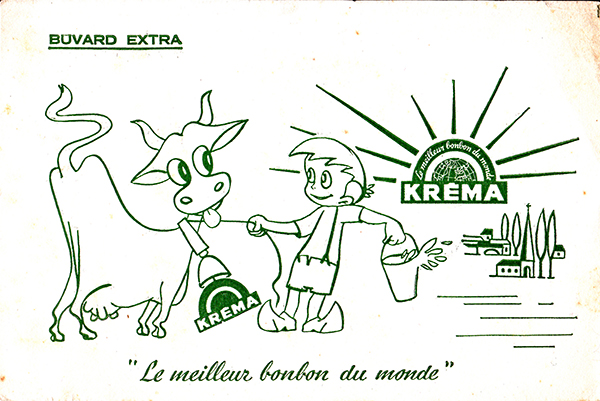 BUVARD EXTRA
Le meilleur bonbon du monde
KREMA
KREMA
"Le meilleur bonbon du monde"